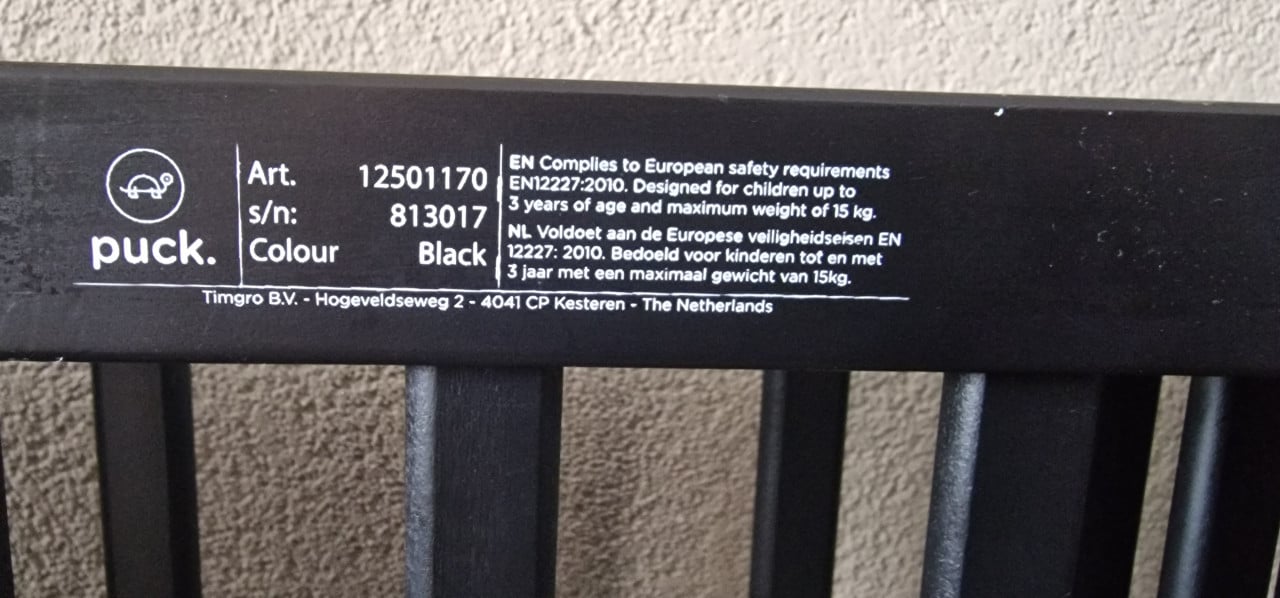 puck.
Art. 12501170
s/n: 813017
Colour Black
EN Complies to European safety requirements
EN12227:2010. Designed for children up to
3 years of age and maximum weight of 15 kg.
NL Voldoet aan de Europese veiligheidseisen EN
12227: 2010. Bedoeld voor kinderen tot en met
3 jaar met een maximaal gewicht van 15kg.
Timgro B.V. - Hogeveldseweg 2 - 4041 CP Kesteren - The Netherlands